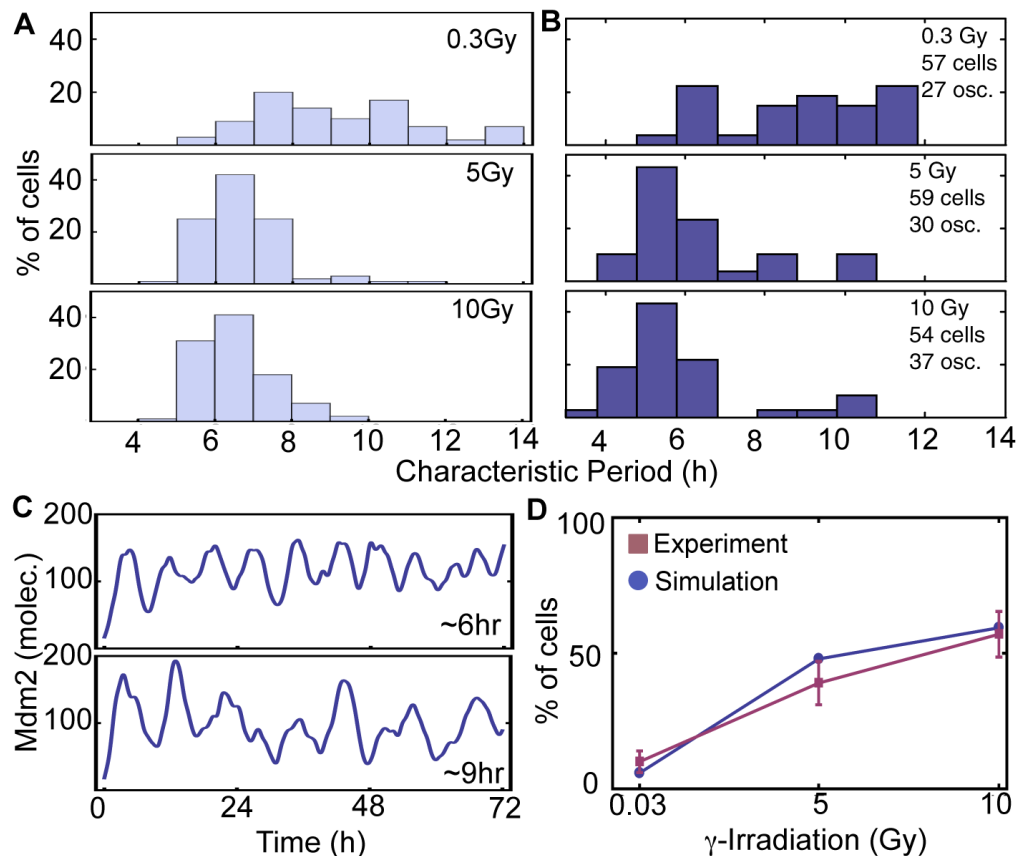 A
40
20
0.3Gy
B
0.3 Gy
57 cells
27 osc.
% of cells
40
20
5Gy
5 Gy
59 cells
30 osc.
40
20
10Gy
10 Gy
54 cells
37 osc.
4 6 8 10 12 14
4 6 8 10 12 14
Characteristic Period (h)
C
Mdm2 (molec.)
200
100
~6hr
200
100
~9hr
0 24 48 72
Time (h)
D
% of cells
100
50
0
Experiment
Simulation
0.03 5 10
γ-Irradiation (Gy)